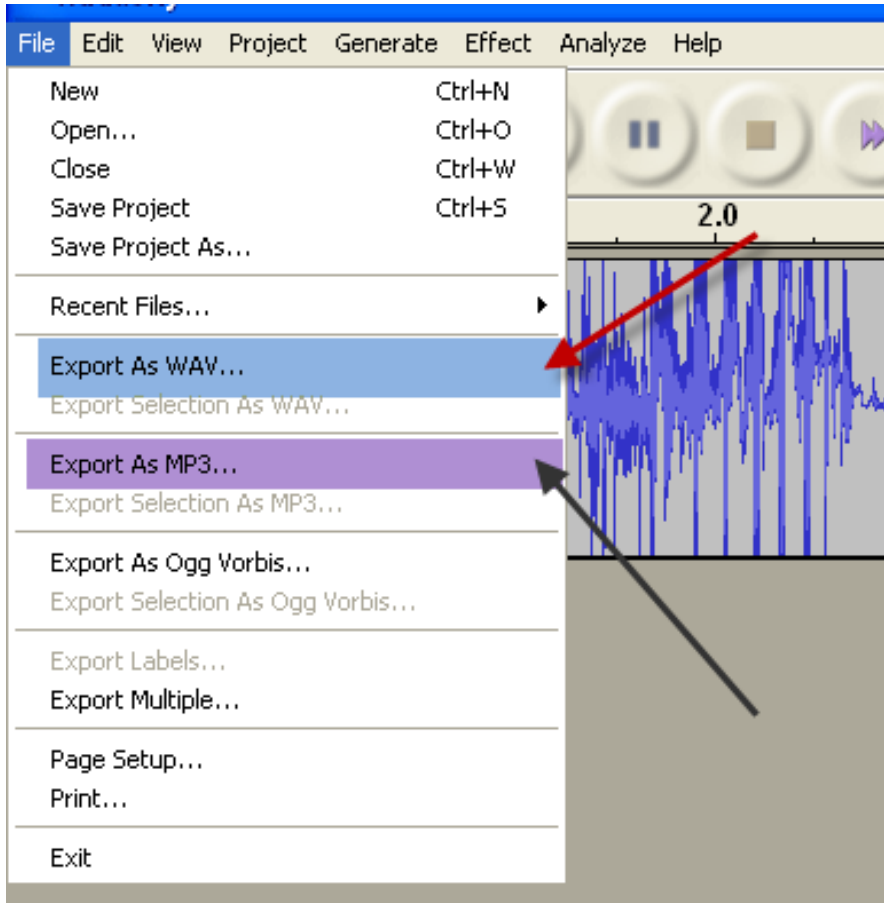 File Edit View Project Generate Effect Analyze Help
New Ctrl+N
Open... Ctrl+O
Close Ctrl+W
Save Project Ctrl+S
Save Project As...
2.0
Recent Files...
Export As WAV...
Export Selection As WAV...
Export As MP3...
Export Selection As MP3...
Export As Ogg Vorbis...
Export Selection As Ogg Vorbis...
Export Labels...
Export Multiple...
Page Setup...
Print...
Exit